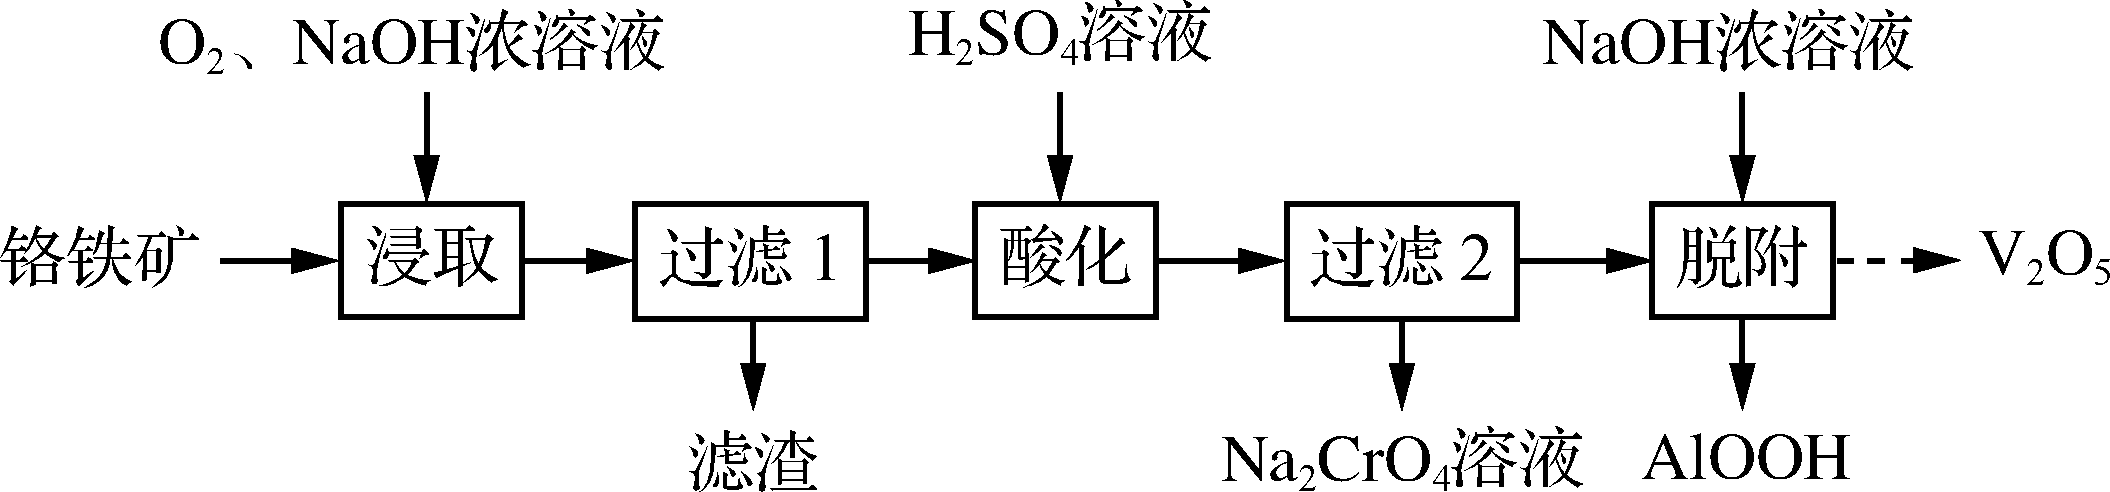 O₂、NaOH浓溶液
H₂SO₄溶液
NaOH浓溶液
铬铁矿
浸取
过滤1
酸化
过滤2
脱附
V₂O₅
滤渣
Na₂CrO₄溶液
AlOOH